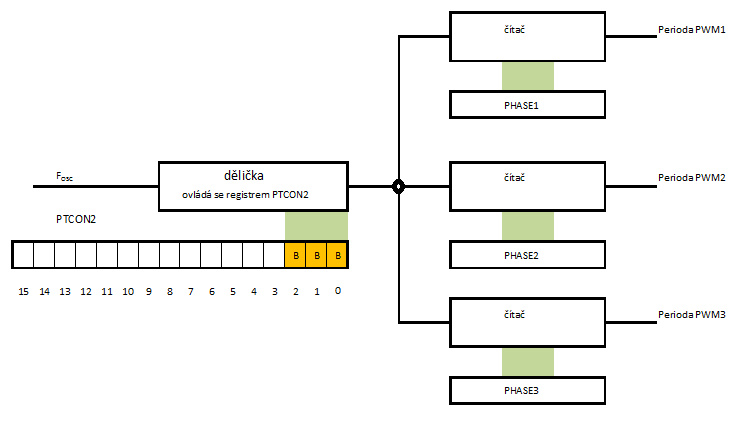 čítač
Perioda PWM1
PHASE1
Fosc
dělička
ovládá se registrem PTCON2
čítač
Perioda PWM2
PTCON2
PHASE2
B B B
15 14 13 12 11 10 9 8 7 6 5 4 3 2 1 0
čítač
Perioda PWM3
PHASE3